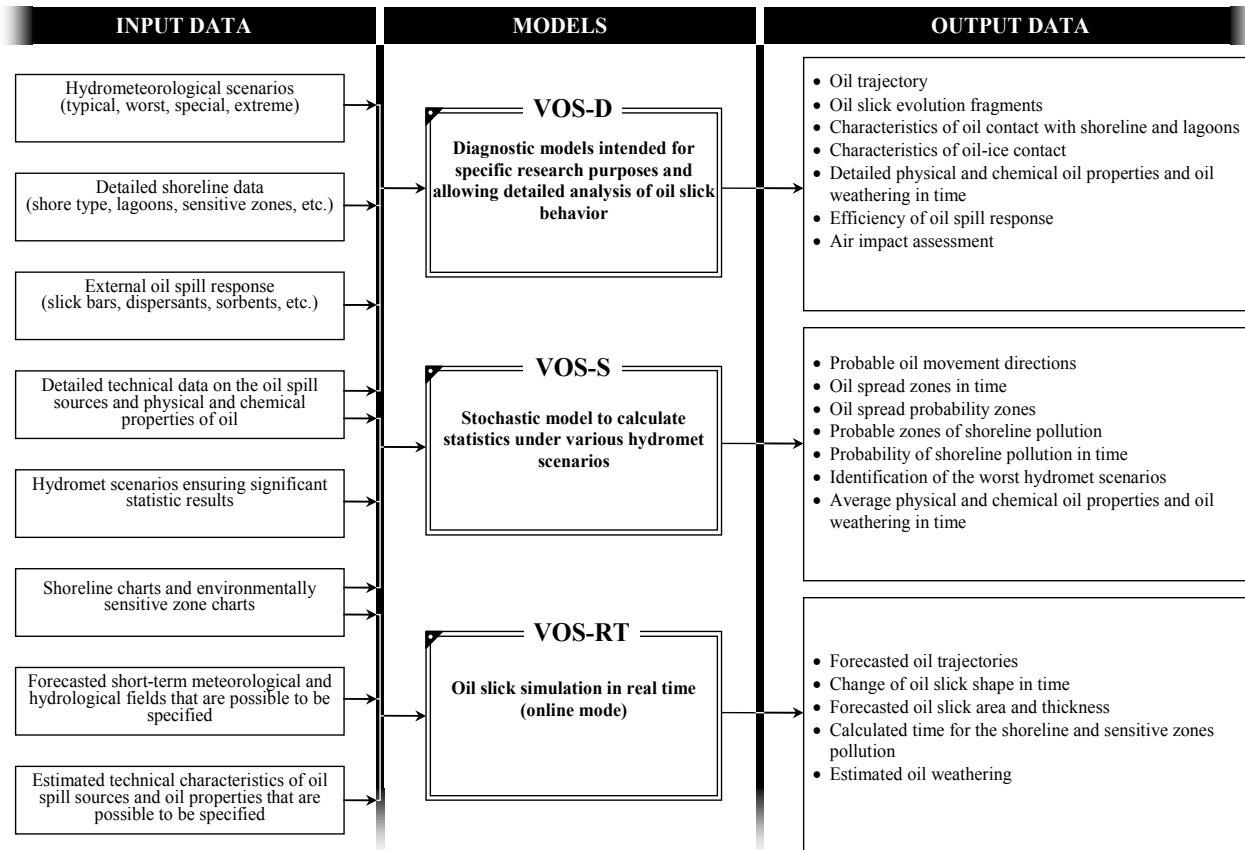 INPUT DATA
MODELS
OUTPUT DATA
Hydrometeorological scenarios
(typical, worst, special, extreme)
Detailed shoreline data
(shore type, lagoons, sensitive zones, etc.)
External oil spill response
(slick bars, dispersants, sorbents, etc.)
Detailed technical data on the oil spill
sources and physical and chemical
properties of oil
Hydromet scenarios ensuring significant
statistic results
Shoreline charts and environmentally
sensitive zone charts
Forecasted short-term meteorological and
hydrological fields that are possible to be
specified
Estimated technical characteristics of oil
spill sources and oil properties that are
possible to be specified
VOS-D
Diagnostic models intended for
specific research purposes and
allowing detailed analysis of oil slick
behavior
VOS-S
Stochastic model to calculate
statistics under various hydromet
scenarios
VOS-RT
Oil slick simulation in real time
(online mode)
• Oil trajectory
• Oil slick evolution fragments
• Characteristics of oil contact with shoreline and lagoons
• Characteristics of oil-ice contact
• Detailed physical and chemical oil properties and oil
weathering in time
• Efficiency of oil spill response
• Air impact assessment
• Probable oil movement directions
• Oil spread zones in time
• Oil spread probability zones
• Probable zones of shoreline pollution
• Probability of shoreline pollution in time
• Identification of the worst hydromet scenarios
• Average physical and chemical oil properties and oil
weathering in time
• Forecasted oil trajectories
• Change of oil slick shape in time
• Forecasted oil slick area and thickness
• Calculated time for the shoreline and sensitive zones
pollution
• Estimated oil weathering